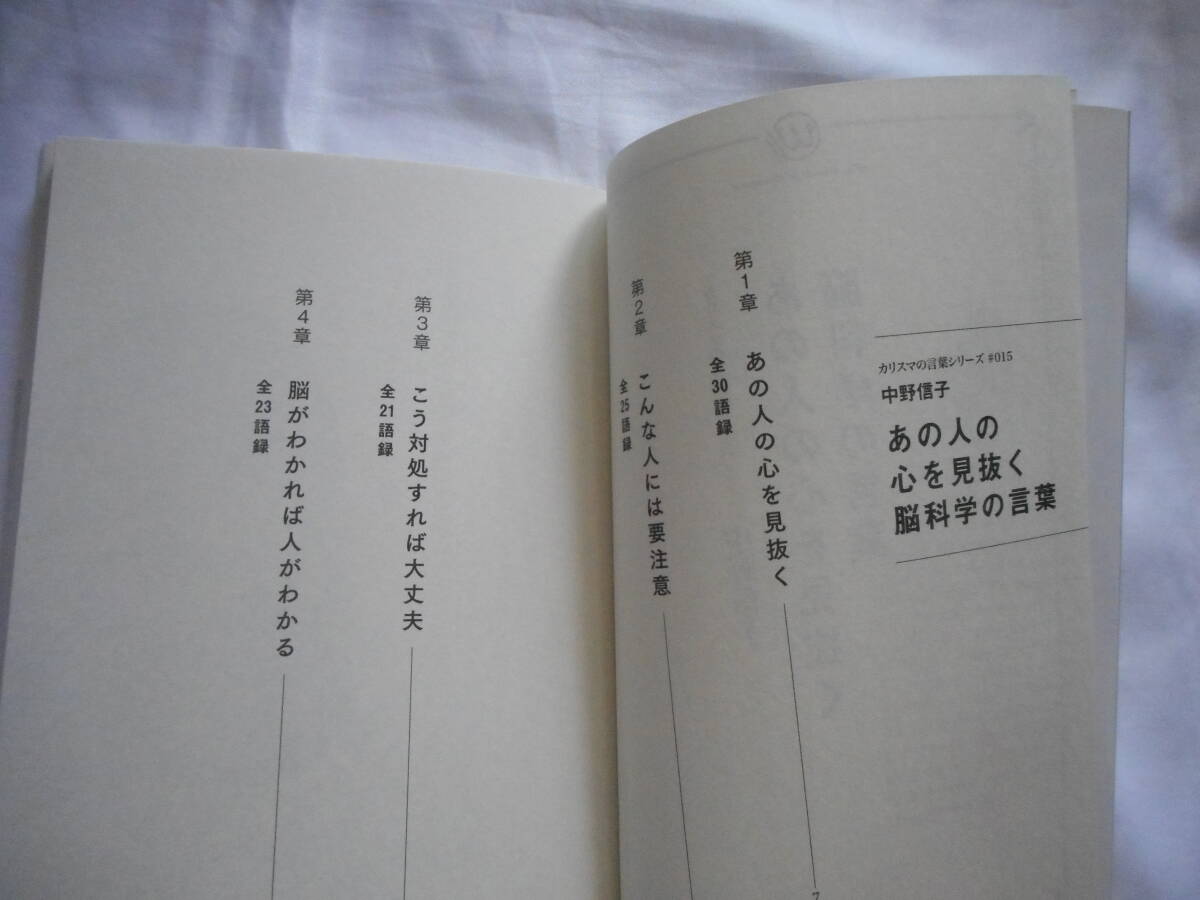 カリスマの言葉シリーズ #015
中野信子
あの人の
心を見抜く
脳科学の言葉
第1章 あの人の心を見抜く
全30語録
第2章 こんな人には要注意
全25語録
第3章 こう対処すれば大丈夫
全21語録
第4章 脳がわかれば人がわかる
全23語録